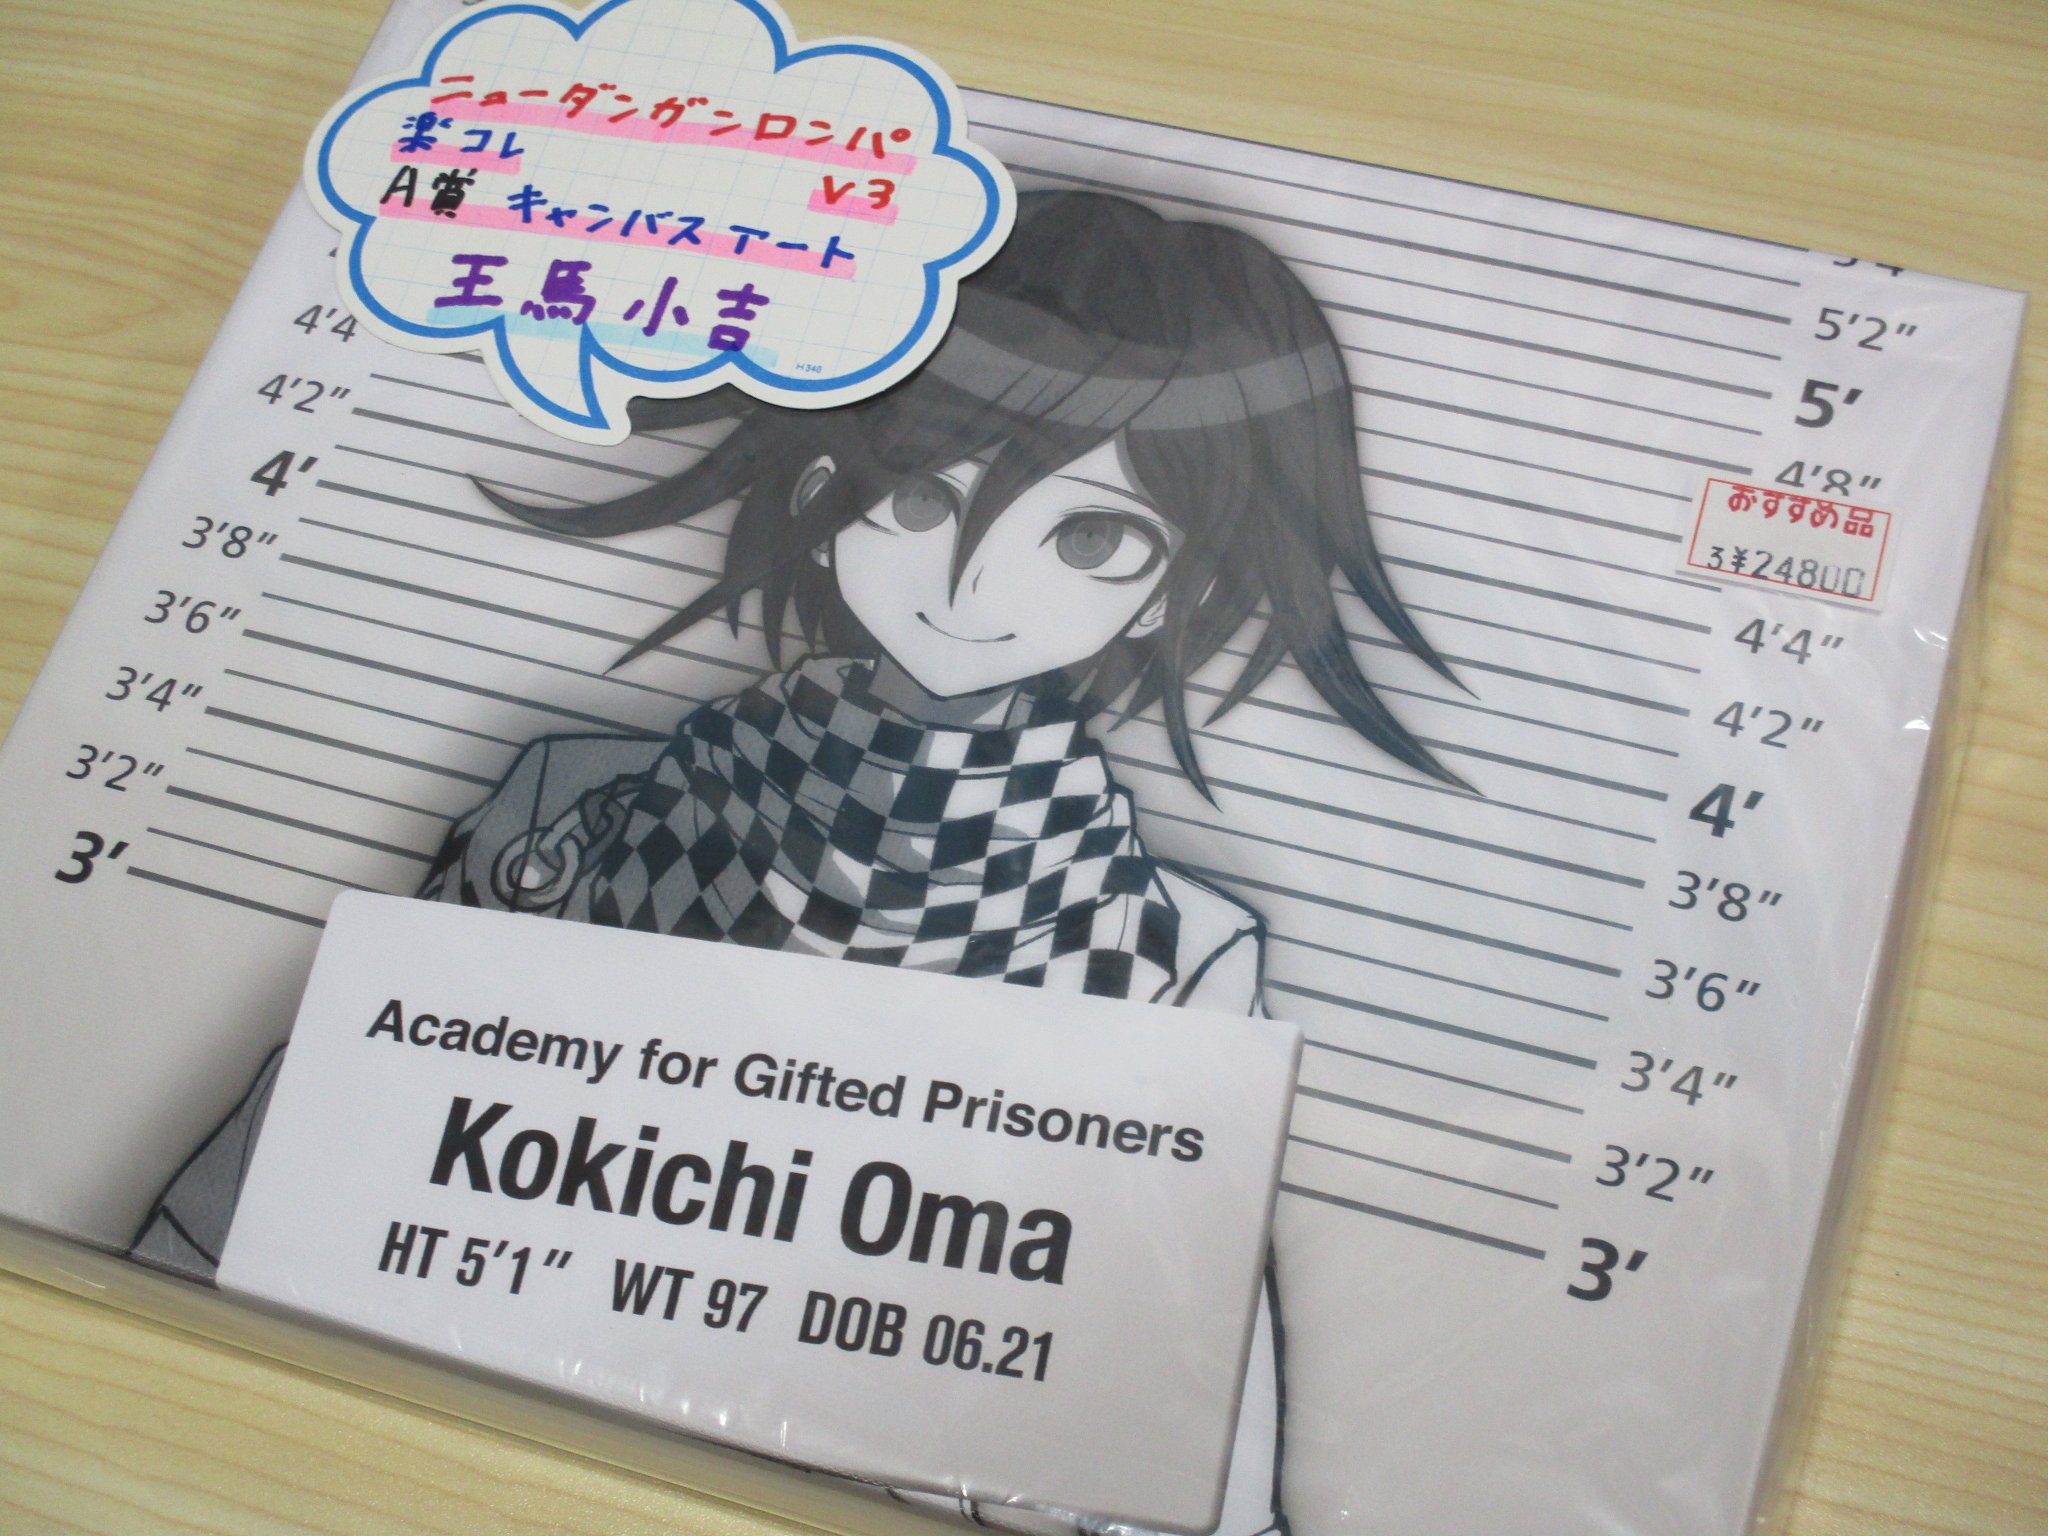 ニューダンガンロンパ
V3
楽コレ
A賞 キャンバスアート
王馬小吉
H340
5'2"
5'
4'8"
4'4"
4'2"
4'
3'8"
3'6"
3'4"
3'2"
3'
4'4
4'2"
4'
3'8"
3'6"
3'4"
3'2"
3'
おすすめ品
3¥24800
Academy for Gifted Prisoners
Kokichi Oma
HT 5'1" WT 97 DOB 06.21